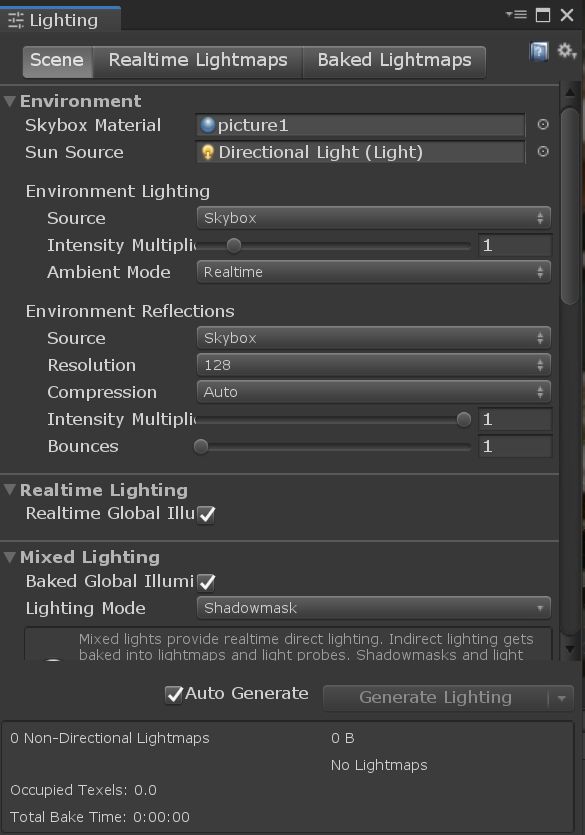 Lighting
Scene Realtime Lightmaps Baked Lightmaps
Environment
Skybox Material picture1
Sun Source Directional Light (Light)
Environment Lighting
Source Skybox
Intensity Multipli 1
Ambient Mode Realtime
Environment Reflections
Source Skybox
Resolution 128
Compression Auto
Intensity Multipli 1
Bounces 1
Realtime Lighting
Realtime Global Illu
Mixed Lighting
Baked Global Illumi
Lighting Mode Shadowmask
Mixed lights provide realtime direct lighting. Indirect lighting gets
baked into lightmaps and light probes. Shadowmasks and light
Auto Generate Generate Lighting
0 Non-Directional Lightmaps 0 B
No Lightmaps
Occupied Texels: 0.0
Total Bake Time: 0:00:00